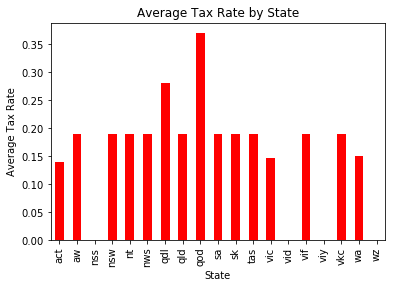 Average Tax Rate by State
Average Tax Rate
0.35
0.30
0.25
0.20
0.15
0.10
0.05
0.00
act aw nss nsw nt nws qdl qld qod sa sk tas vic vid vif viy vkc wa wz
State